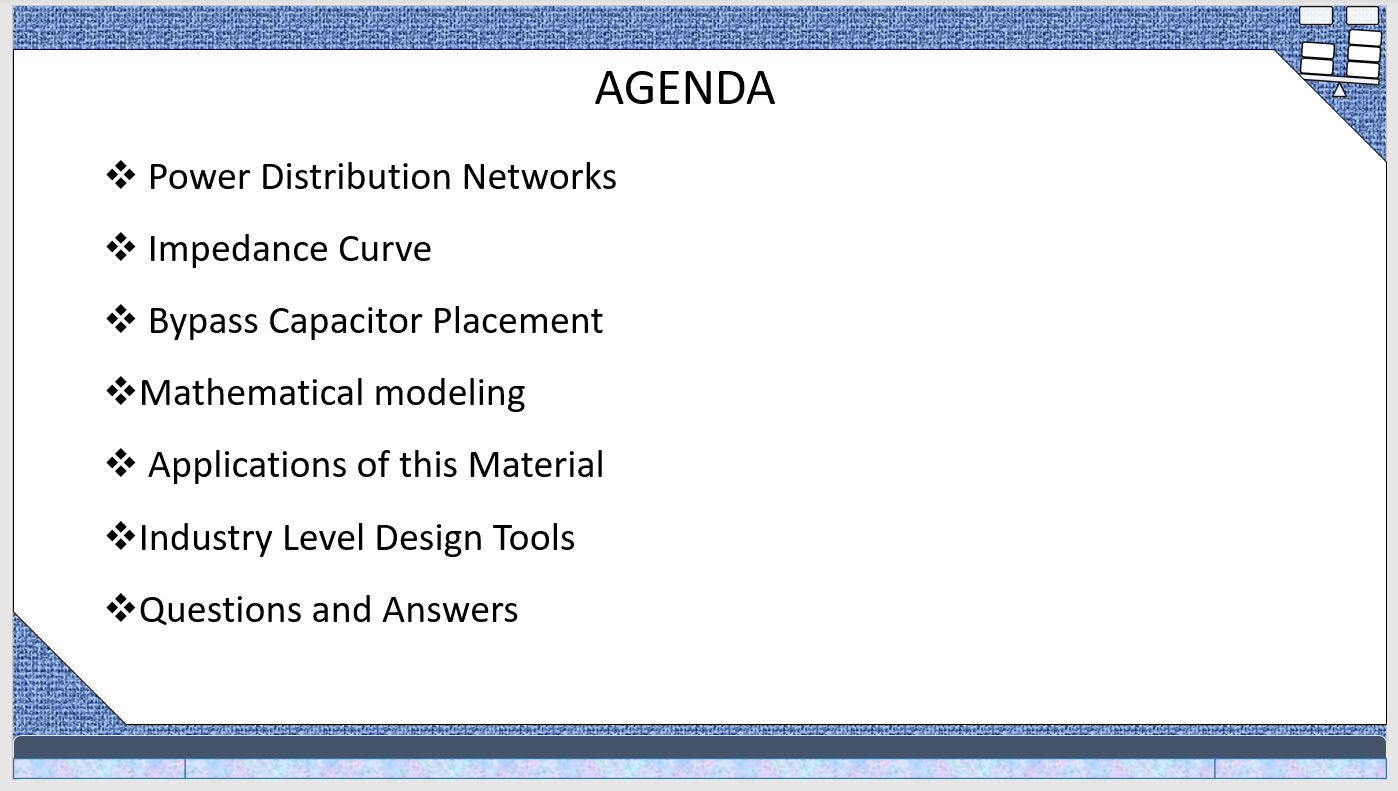 AGENDA
❖ Power Distribution Networks
❖ Impedance Curve
❖ Bypass Capacitor Placement
❖Mathematical modeling
❖ Applications of this Material
❖Industry Level Design Tools
❖Questions and Answers